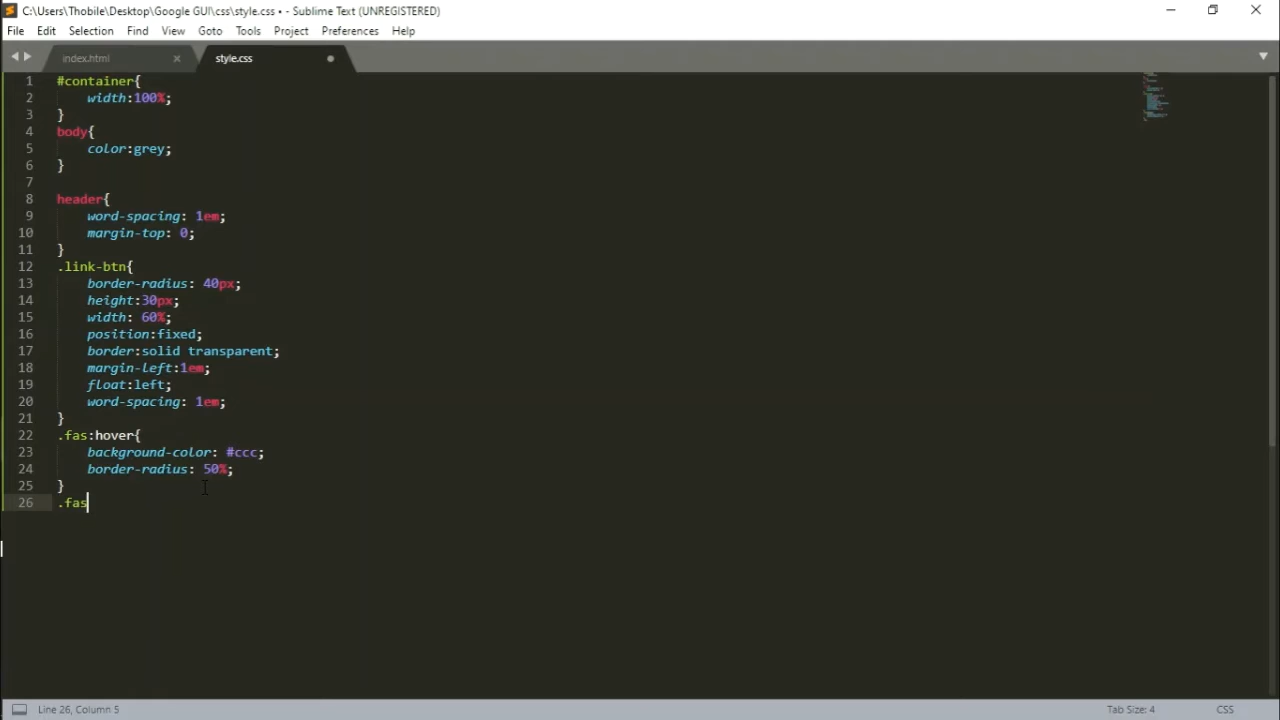 C:\Users\Thobile\Desktop\Google GUI\css\style.css • - Sublime Text (UNREGISTERED)
File Edit Selection Find View Goto Tools Project Preferences Help
index.html style.css
1 #container{
2 width:100%;
3 }
4 body{
5 color:grey;
6 }
7
8 header{
9 word-spacing: 1em;
10 margin-top: 0;
11 }
12 .link-btn{
13 border-radius: 40px;
14 height:30px;
15 width: 60%;
16 position:fixed;
17 border:solid transparent;
18 margin-left:1em;
19 float:left;
20 word-spacing: 1em;
21 }
22 .fas:hover{
23 background-color: #ccc;
24 border-radius: 50%;
25 }
26 .fas
Line 26, Column 5 Tab Size: 4 CSS